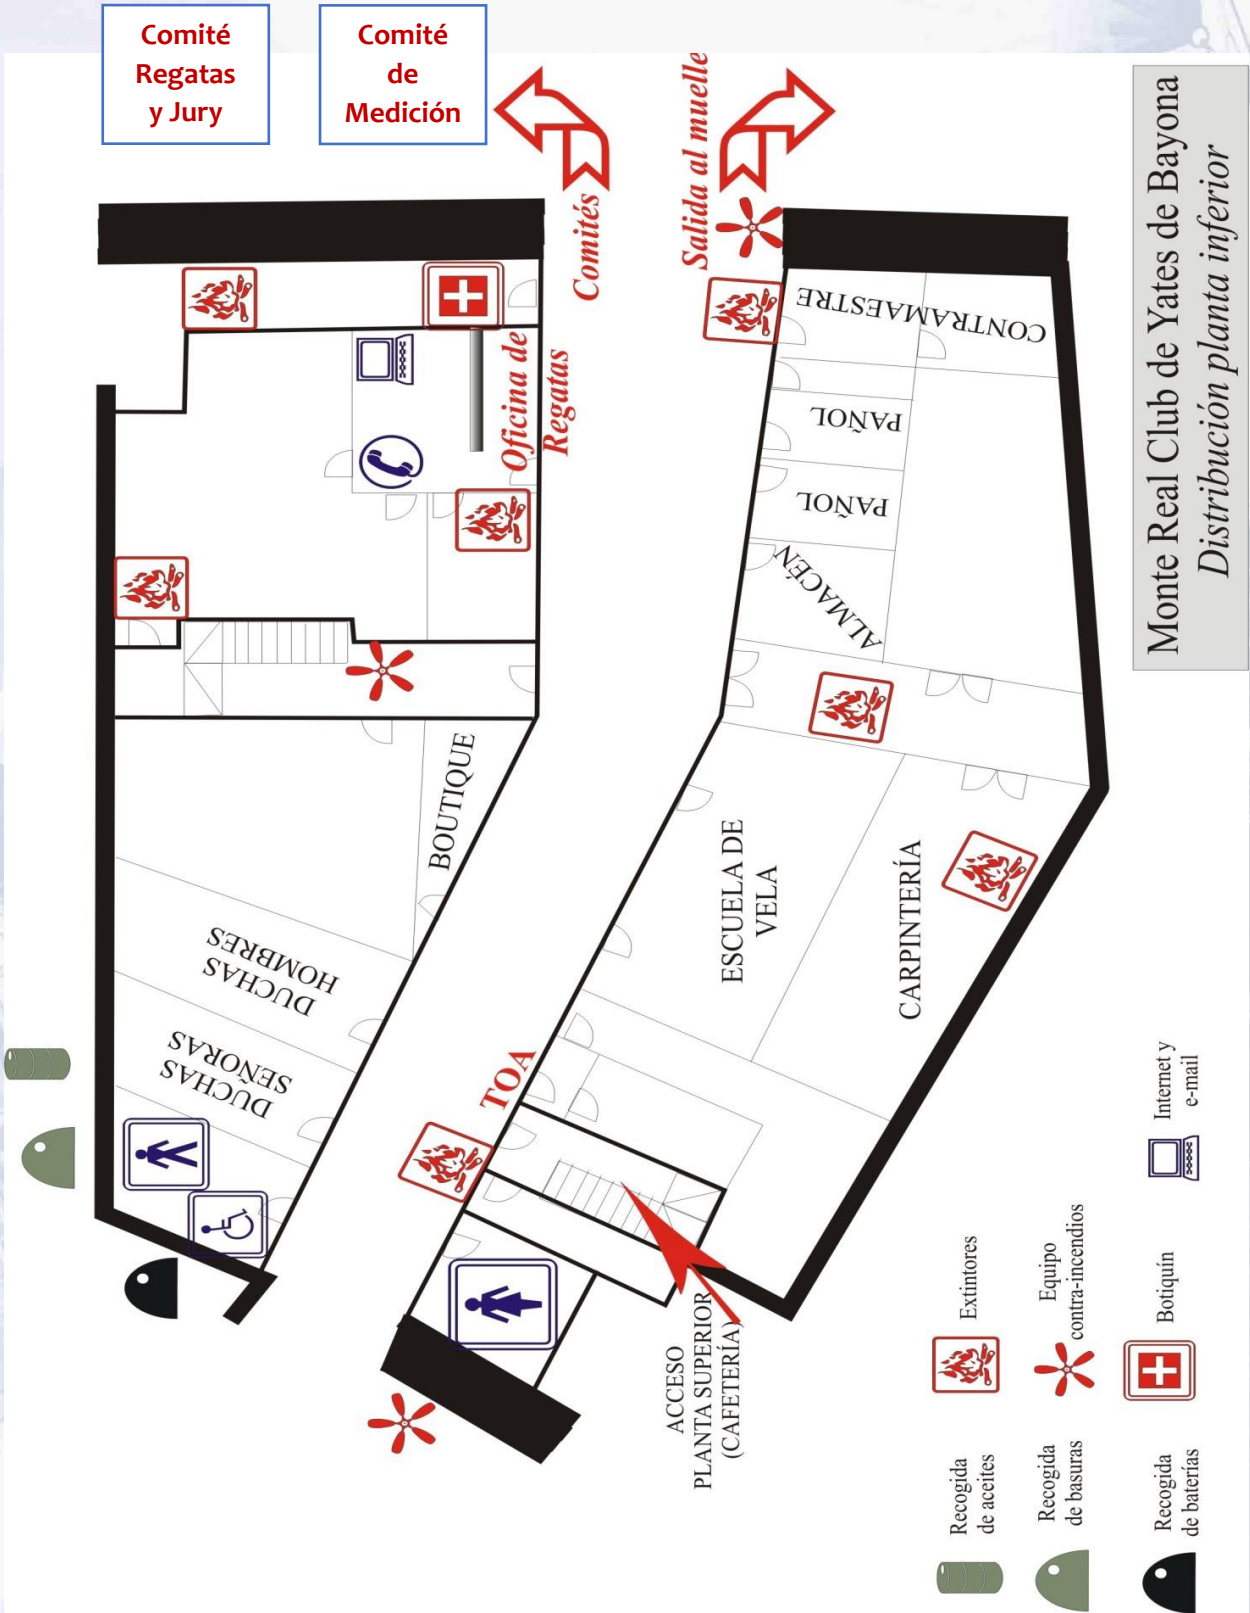 Comité
Regatas
y Jury
Comité
de
Medición
Comités
Salida al muelle
Monte Real Club de Yates de Bayona
Distribución planta inferior
Oficina de
Regatas
CONTRAMAESTRE
PAÑOL
PAÑOL
ALMACÉN
BOUTIQUE
ESCUELA DE
VELA
CARPINTERÍA
DUCHAS
HOMBRES
DUCHAS
SEÑORAS
TOA
ACCESO
PLANTA SUPERIOR
(CAFETERÍA)
Recogida
de aceites
Recogida
de basuras
Recogida
de baterías
Extintores
Equipo
contra-incendios
Botiquín
Internet y
e-mail